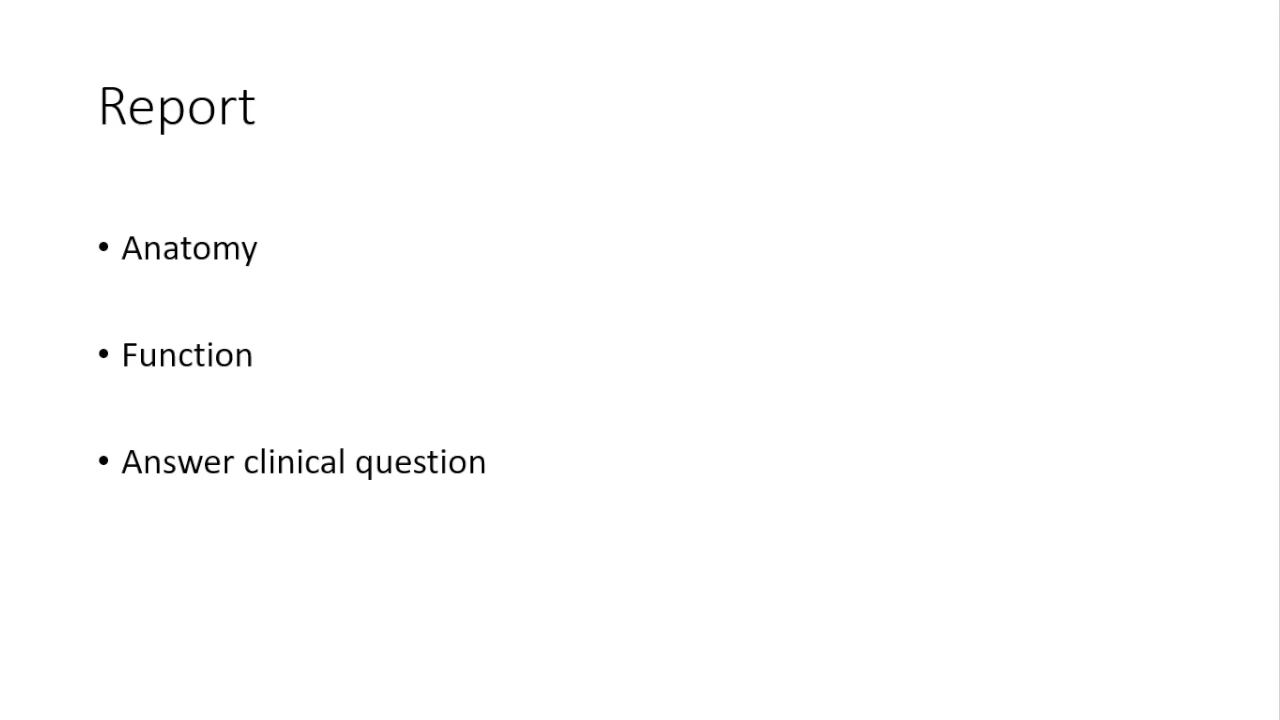 Report
• Anatomy
• Function
• Answer clinical question